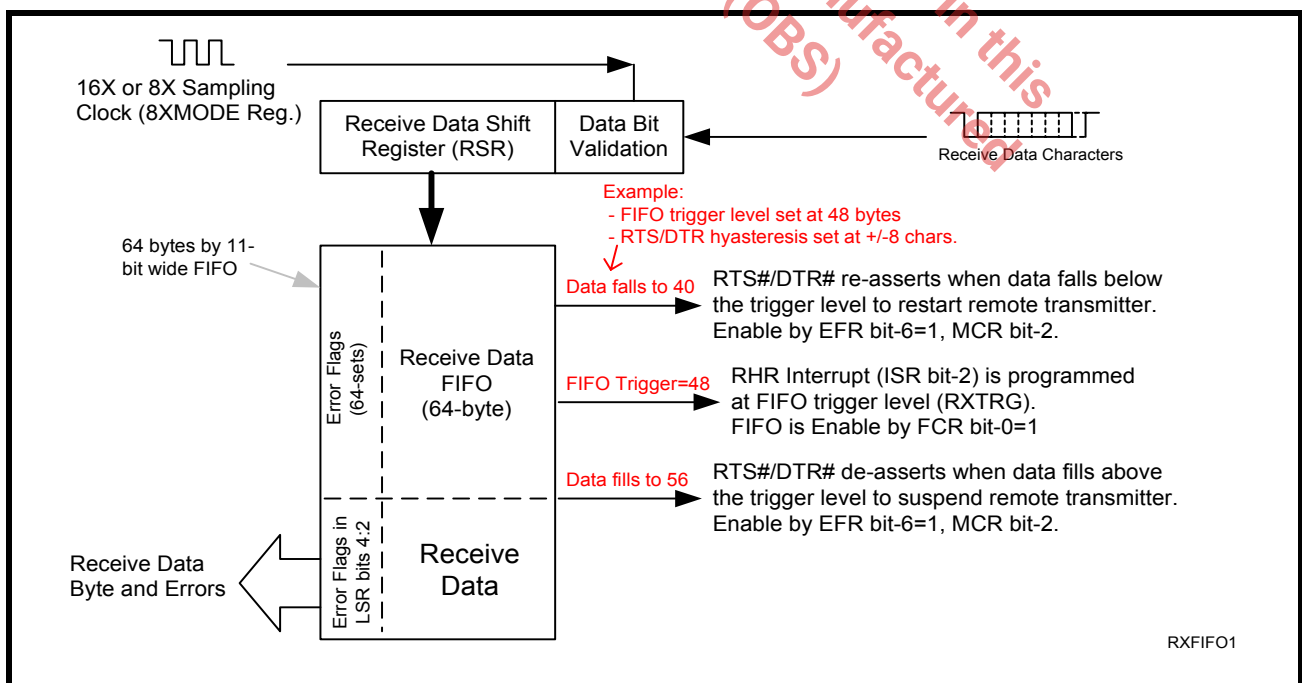 in this
nufactured
(OBS)
16X or 8X Sampling
Clock (8XMODE Reg.)
Receive Data Shift
Register (RSR)
Data Bit
Validation
Receive Data Characters
Example:
- FIFO trigger level set at 48 bytes
- RTS/DTR hyasteresis set at +/-8 chars.
64 bytes by 11-
bit wide FIFO
Data falls to 40
RTS#/DTR# re-asserts when data falls below
the trigger level to restart remote transmitter.
Enable by EFR bit-6=1, MCR bit-2.
Error Flags
(64-sets)
Receive Data
FIFO
(64-byte)
FIFO Trigger=48
RHR Interrupt (ISR bit-2) is programmed
at FIFO trigger level (RXTRG).
FIFO is Enable by FCR bit-0=1
Data fills to 56
RTS#/DTR# de-asserts when data fills above
the trigger level to suspend remote transmitter.
Enable by EFR bit-6=1, MCR bit-2.
Receive Data
Byte and Errors
Error Flags in
LSR bits 4:2
Receive
Data
RXFIFO1